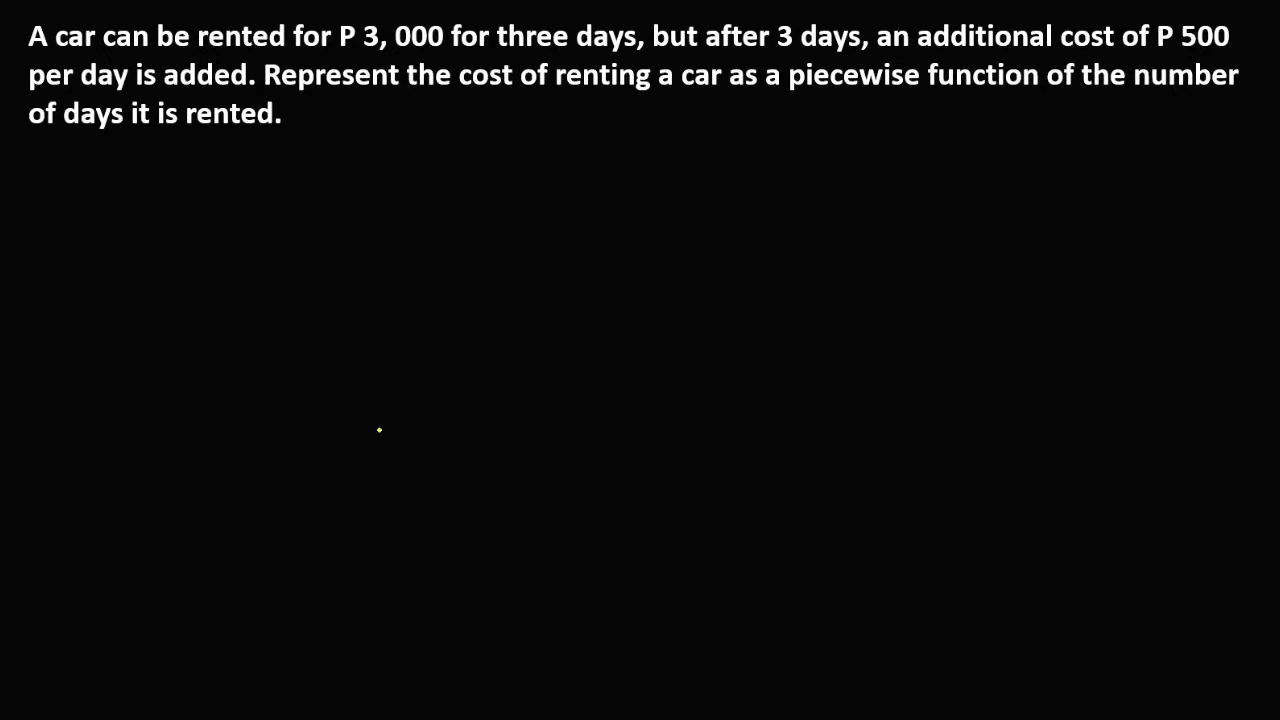 A car can be rented for P 3, 000 for three days, but after 3 days, an additional cost of P 500
per day is added. Represent the cost of renting a car as a piecewise function of the number
of days it is rented.